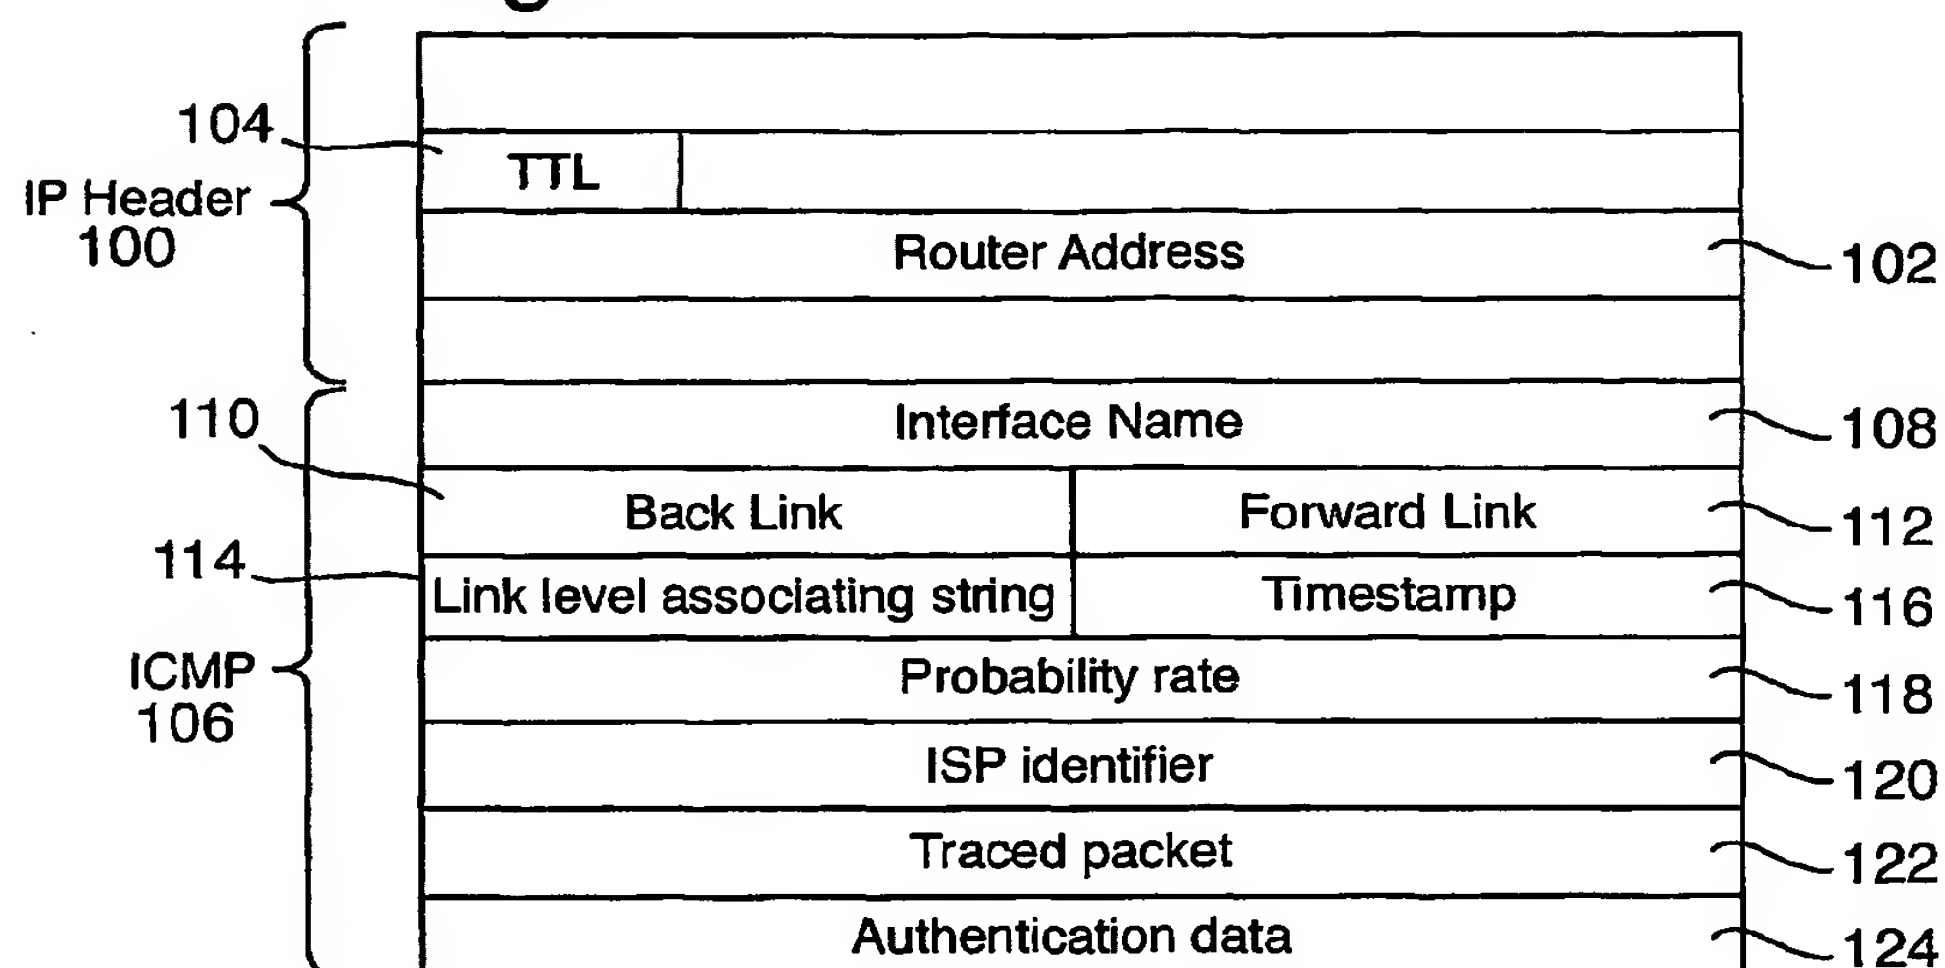 104
TTL
IP Header
100
Router Address
102
Interface Name
108
110
Back Link
Forward Link
112
114
Link level associating string
Timestamp
116
ICMP
106
Probability rate
118
ISP identifier
120
Traced packet
122
Authentication data
124